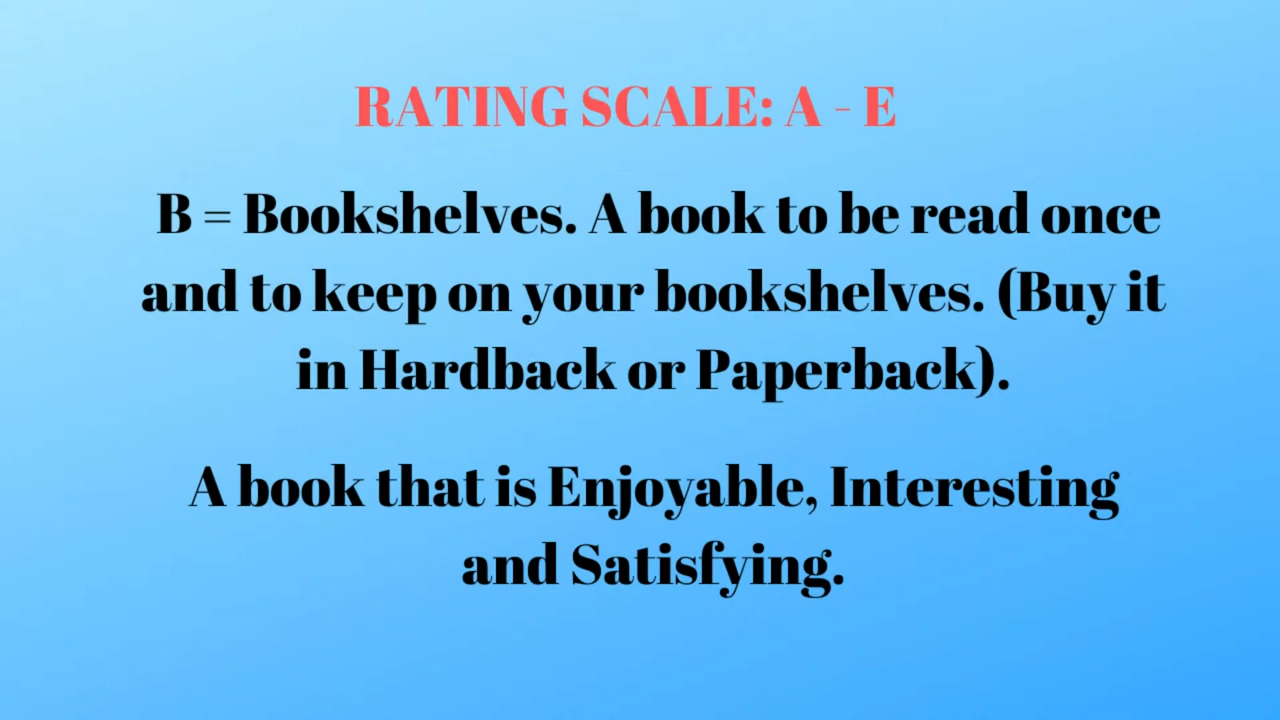 RATING SCALE: A - E
B = Bookshelves. A book to be read once
and to keep on your bookshelves. (Buy it
in Hardback or Paperback).
A book that is Enjoyable, Interesting
and Satisfying.